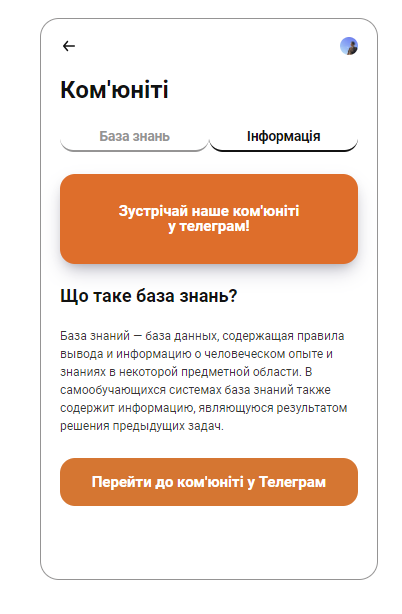 Ком'юніті
База знань
Інформація
Зустрічай наше ком'юніті
у телеграм!
Що таке база знань?
База знаний — база данных, содержащая правила
вывода и информацию о человеческом опыте и
знаниях в некоторой предметной области. В
самообучающихся системах база знаний также
содержит информацию, являющуюся результатом
решения предыдущих задач.
Перейти до ком'юніті у Телеграм